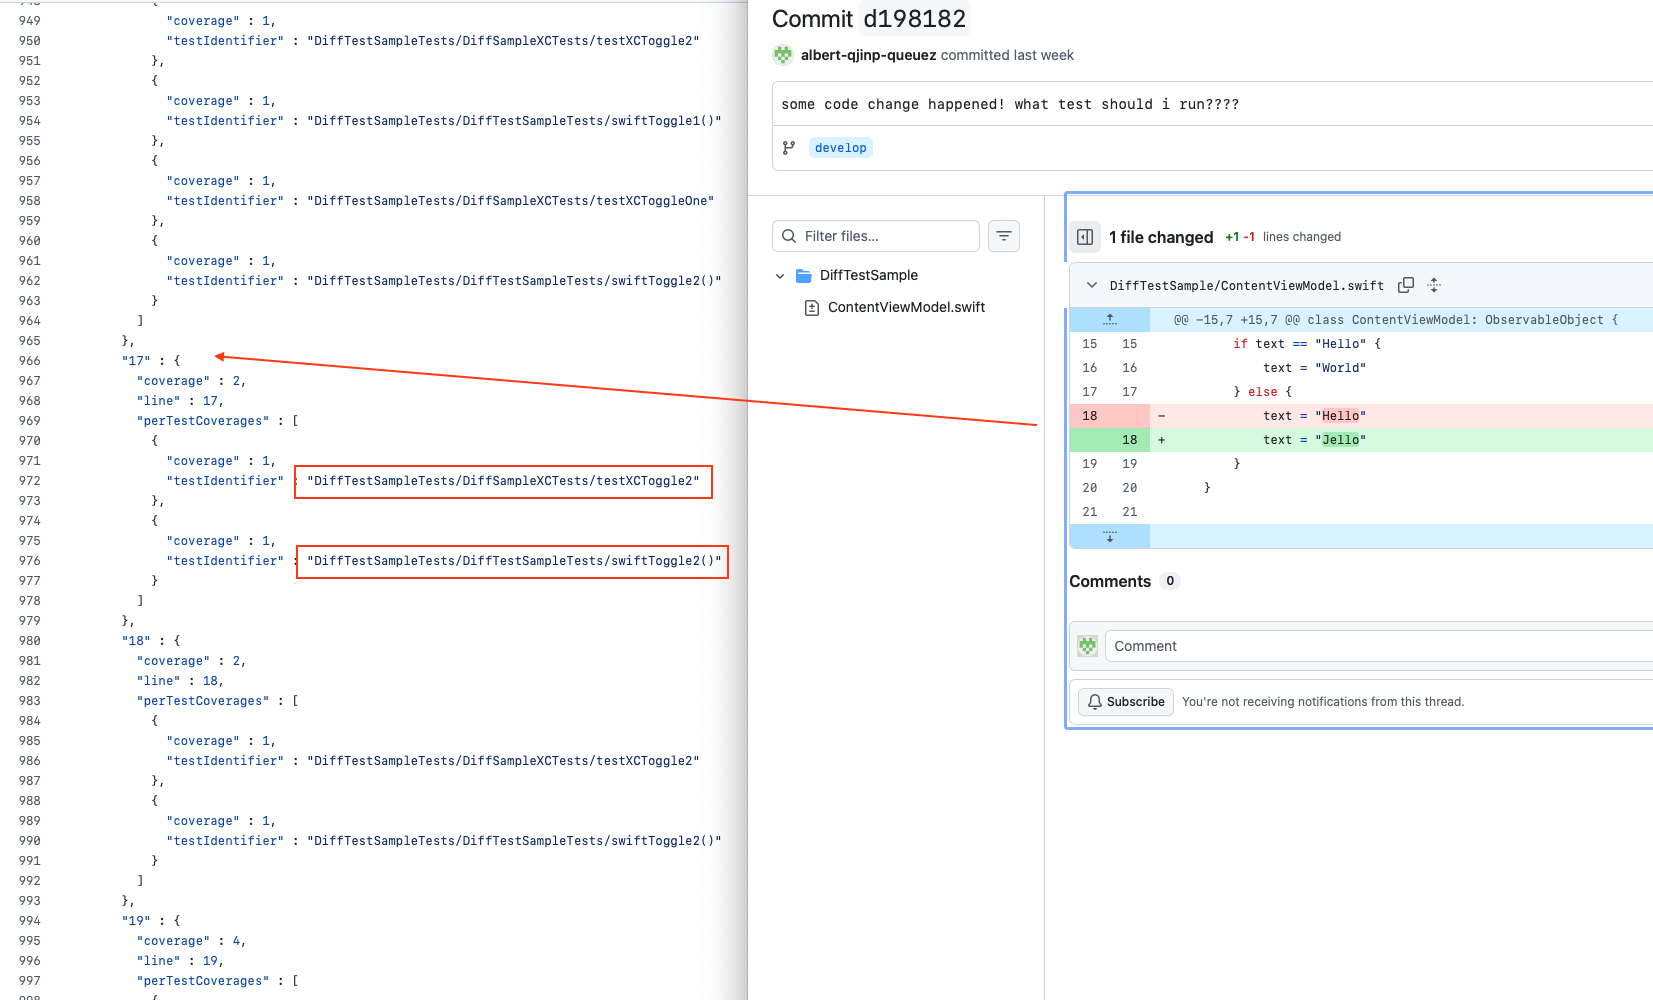 949 "coverage" : 1,
950 "testIdentifier" : "DiffTestSampleTests/DiffSampleXCTests/testXCToggle2"
951 },
952 {
953 "coverage" : 1,
954 "testIdentifier" : "DiffTestSampleTests/DiffTestSampleTests/swiftToggle1()"
955 },
956 {
957 "coverage" : 1,
958 "testIdentifier" : "DiffTestSampleTests/DiffSampleXCTests/testXCToggleOne"
959 },
960 {
961 "coverage" : 1,
962 "testIdentifier" : "DiffTestSampleTests/DiffTestSampleTests/swiftToggle2()"
963 }
964 ]
965 },
966 "17" : {
967 "coverage" : 2,
968 "line" : 17,
969 "perTestCoverages" : [
970 {
971 "coverage" : 1,
972 "testIdentifier" : "DiffTestSampleTests/DiffSampleXCTests/testXCToggle2"
973 },
974 {
975 "coverage" : 1,
976 "testIdentifier" : "DiffTestSampleTests/DiffTestSampleTests/swiftToggle2()"
977 }
978 ]
979 },
980 "18" : {
981 "coverage" : 2,
982 "line" : 18,
983 "perTestCoverages" : [
984 {
985 "coverage" : 1,
986 "testIdentifier" : "DiffTestSampleTests/DiffSampleXCTests/testXCToggle2"
987 },
988 {
989 "coverage" : 1,
990 "testIdentifier" : "DiffTestSampleTests/DiffTestSampleTests/swiftToggle2()"
991 }
992 ]
993 },
994 "19" : {
995 "coverage" : 4,
996 "line" : 19,
997 "perTestCoverages" : [
Commit d198182
albert-qjinp-queuez committed last week
some code change happened! what test should i run????
develop
Filter files...
DiffTestSample
ContentViewModel.swift
1 file changed +1 -1 lines changed
DiffTestSample/ContentViewModel.swift
@@ -15,7 +15,7 @@ class ContentViewModel: ObservableObject {
15 15 if text == "Hello" {
16 16 text = "World"
17 17 } else {
18 - text = "Hello"
18 + text = "Jello"
19 19 }
20 20 }
21 21
Comments 0
Comment
Subscribe You're not receiving notifications from this thread.